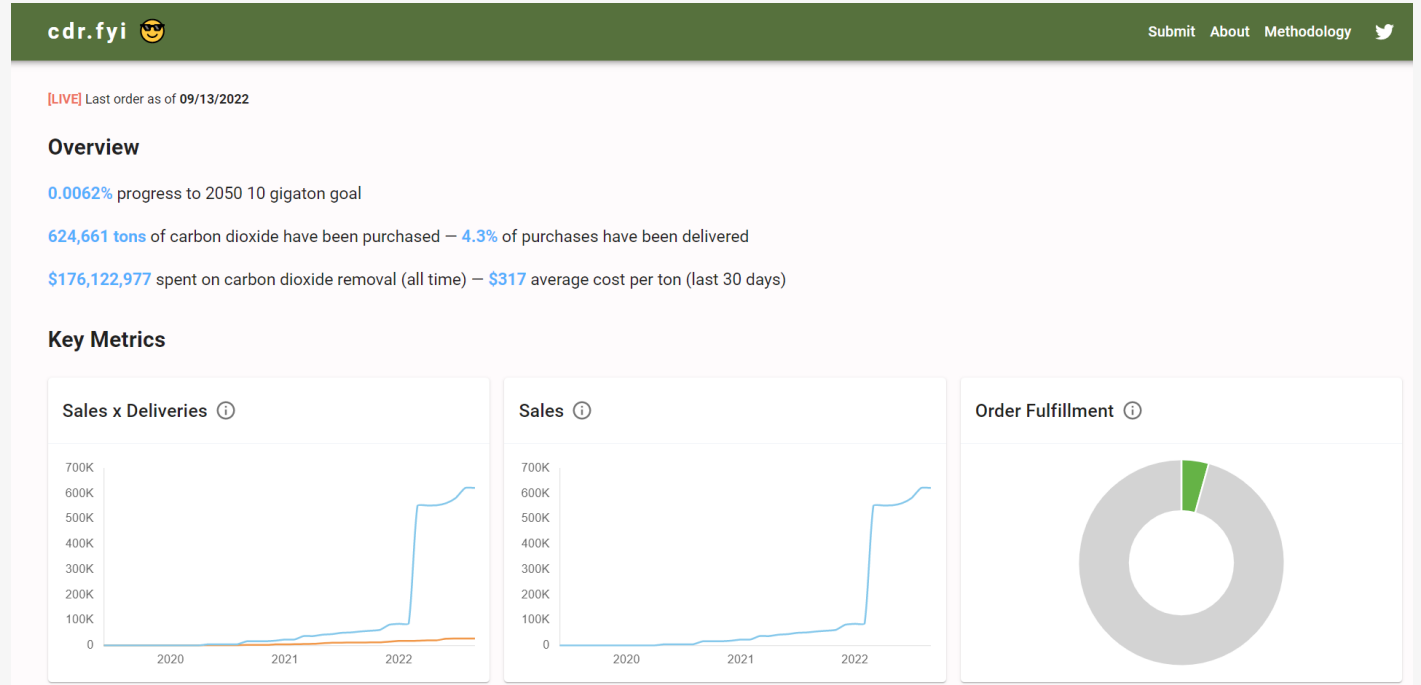 cdr.fyi 😎
Submit About Methodology
[LIVE] Last order as of 09/13/2022
Overview
0.0062% progress to 2050 10 gigaton goal
624,661 tons of carbon dioxide have been purchased — 4.3% of purchases have been delivered
$176,122,977 spent on carbon dioxide removal (all time) — $317 average cost per ton (last 30 days)
Key Metrics
Sales x Deliveries
700K
600K
500K
400K
300K
200K
100K
0
2020 2021 2022
Sales
700K
600K
500K
400K
300K
200K
100K
0
2020 2021 2022
Order Fulfillment